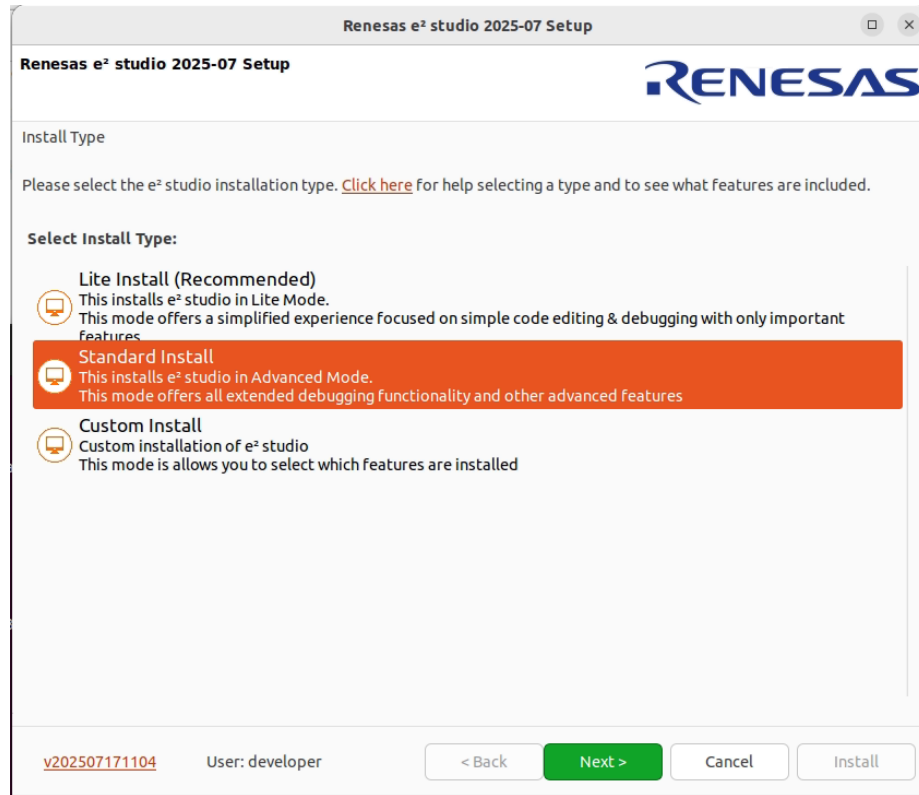 Renesas e² studio 2025-07 Setup
Renesas e² studio 2025-07 Setup
RENESAS
Install Type
Please select the e² studio installation type. Click here for help selecting a type and to see what features are included.
Select Install Type:
Lite Install (Recommended)
This installs e² studio in Lite Mode.
This mode offers a simplified experience focused on simple code editing & debugging with only important
features
Standard Install
This installs e² studio in Advanced Mode.
This mode offers all extended debugging functionality and other advanced features
Custom Install
Custom installation of e² studio
This mode is allows you to select which features are installed
v202507171104 User: developer < Back Next > Cancel Install